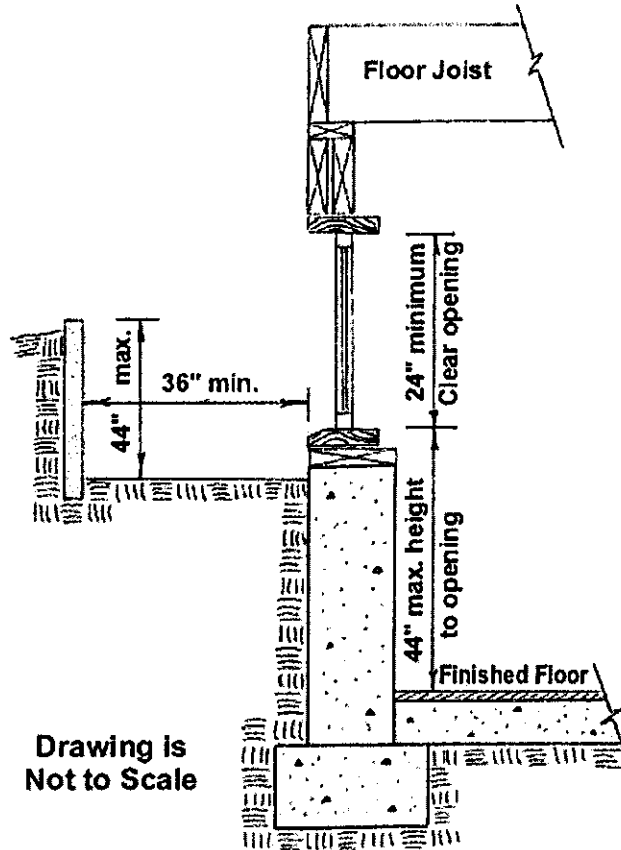 Floor Joist
24" minimum
Clear opening
44" max.
36" min.
44" max. height
to opening
Finished Floor
Drawing is
Not to Scale